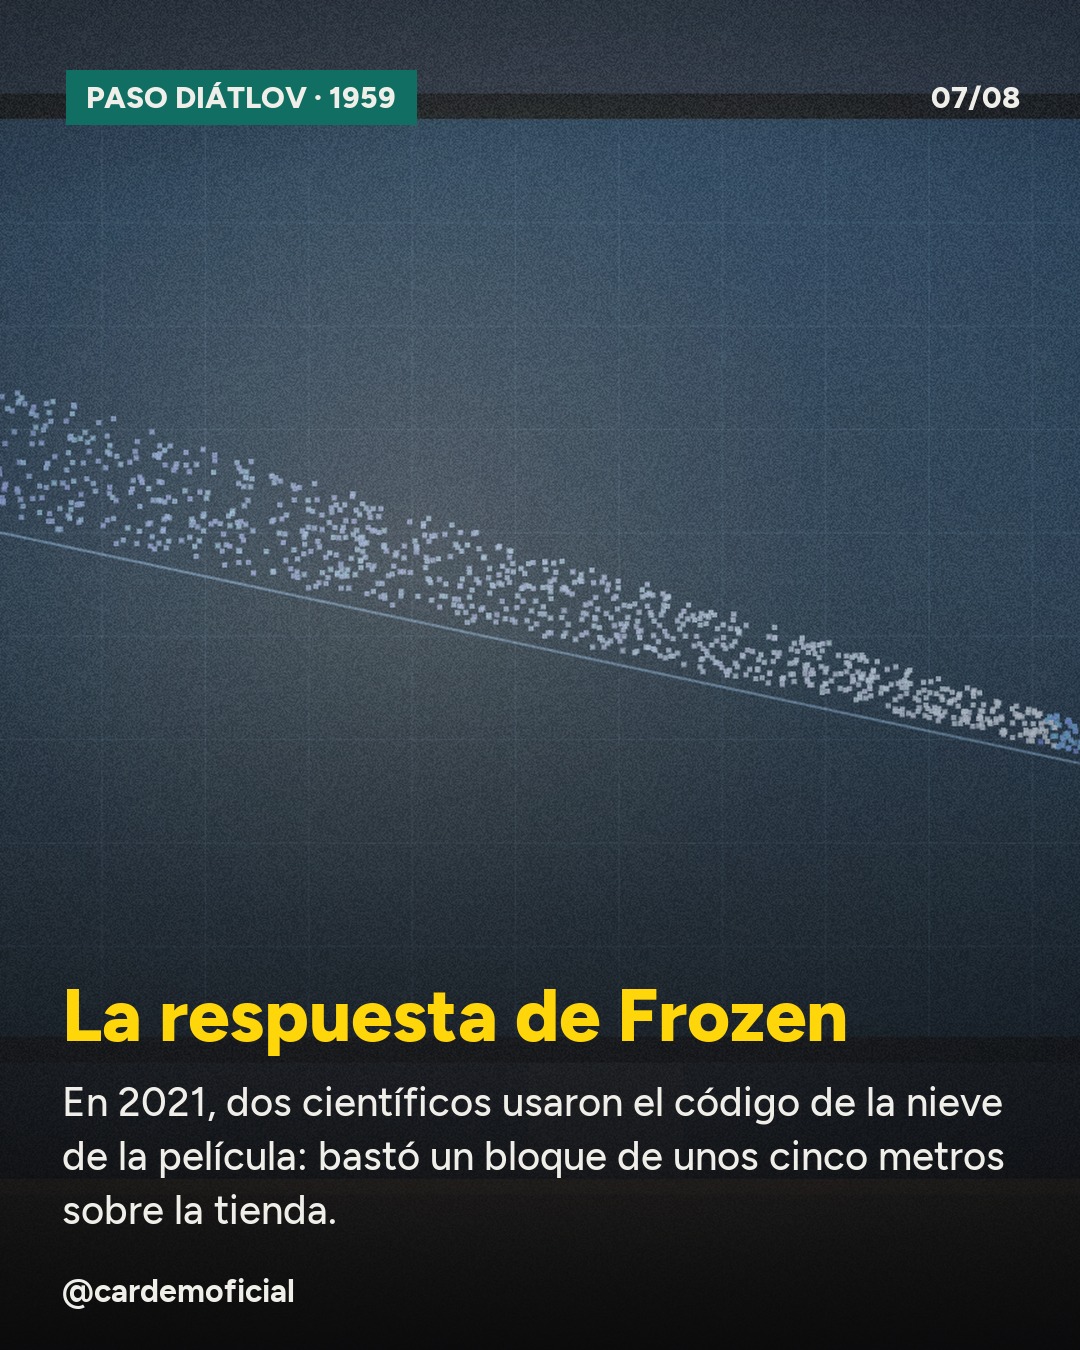 PASO DIÁTLOV · 1959
07/08
La respuesta de Frozen
En 2021, dos científicos usaron el código de la nieve
de la película: bastó un bloque de unos cinco metros
sobre la tienda.
@cardemoficial